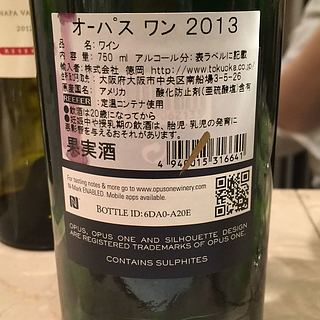 NAPA VA
2012
RESER
オーパス ワン 2013
品　　名：ワイン
内容量：750 ml アルコール分：表ラベルに記載
輸入者：株式会社 徳岡 http://www.tokuoka.co.jp/
大阪府大阪市中央区南船場3-5-26
原産国名：アメリカ　酸化防止剤(亜硫酸塩)含有
REEFER：定温コンテナ使用
●飲酒は20歳になってから
●妊娠中や授乳期の飲酒は、胎児・乳児の発育に
悪影響を与えるおそれがあります。
果実酒
4 948015 316641
For tasting notes & more go to www.opusonewinery.com
N Mark ENABLED. Mobile apps available.
BOTTLE ID:6DA0-A20E
OPUS, OPUS ONE AND SILHOUETTE DESIGN
ARE REGISTERED TRADEMARKS OF OPUS ONE.
CONTAINS SULPHITES